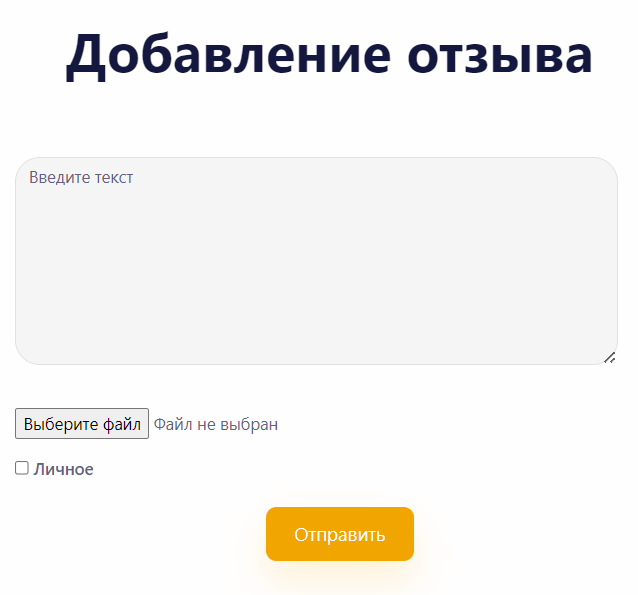 Добавление отзыва
Введите текст
Выберите файл Файл не выбран
Личное
Отправить